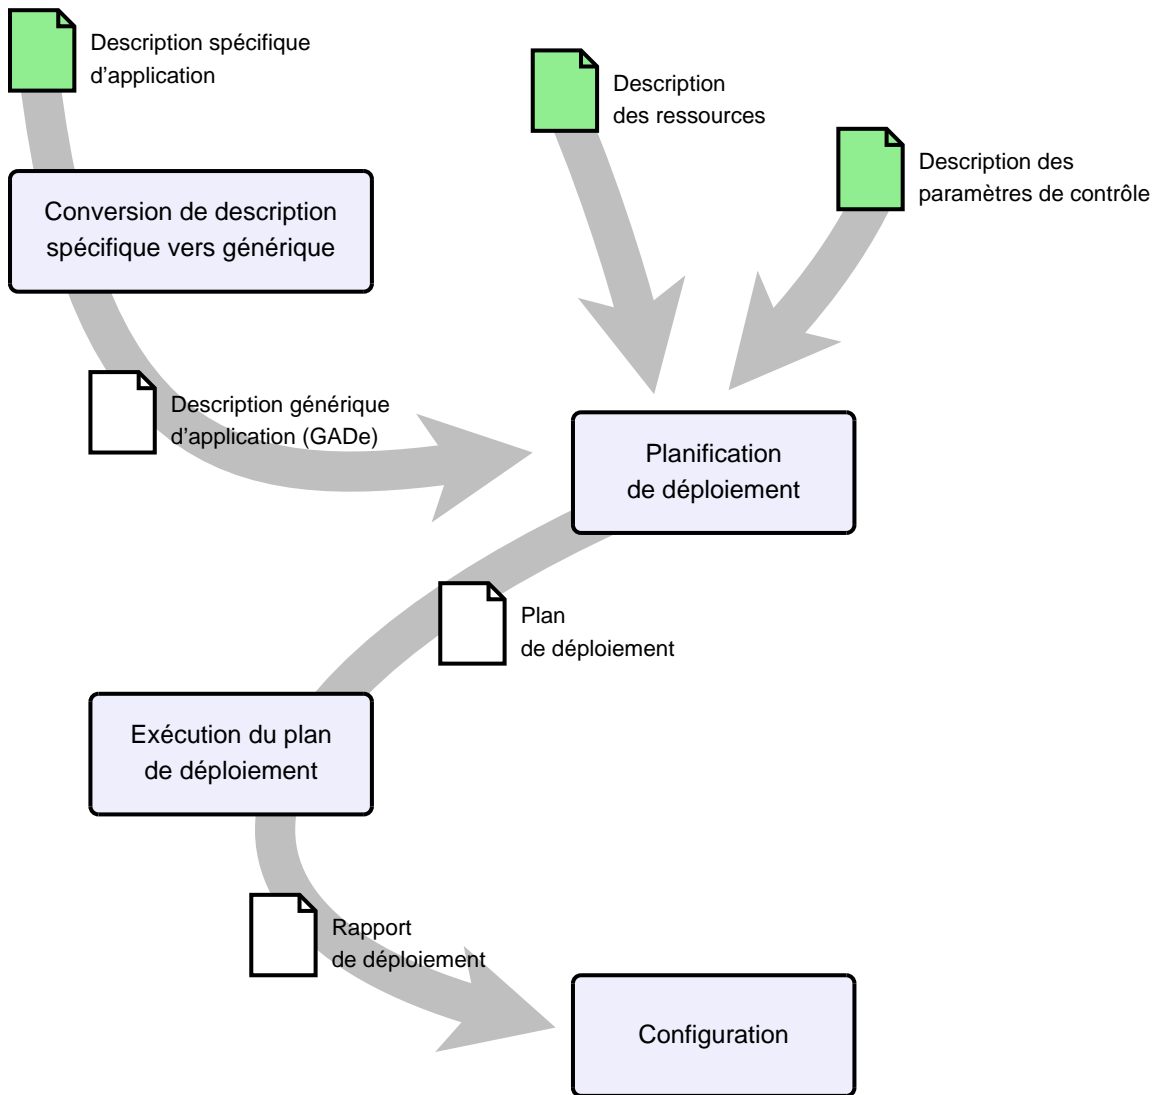 Description spécifique
d’application
Description
des ressources
Description des
paramètres de contrôle
Conversion de description
spécifique vers générique
Description générique
d’application (GADe)
Planification
de déploiement
Plan
de déploiement
Exécution du plan
de déploiement
Rapport
de déploiement
Configuration